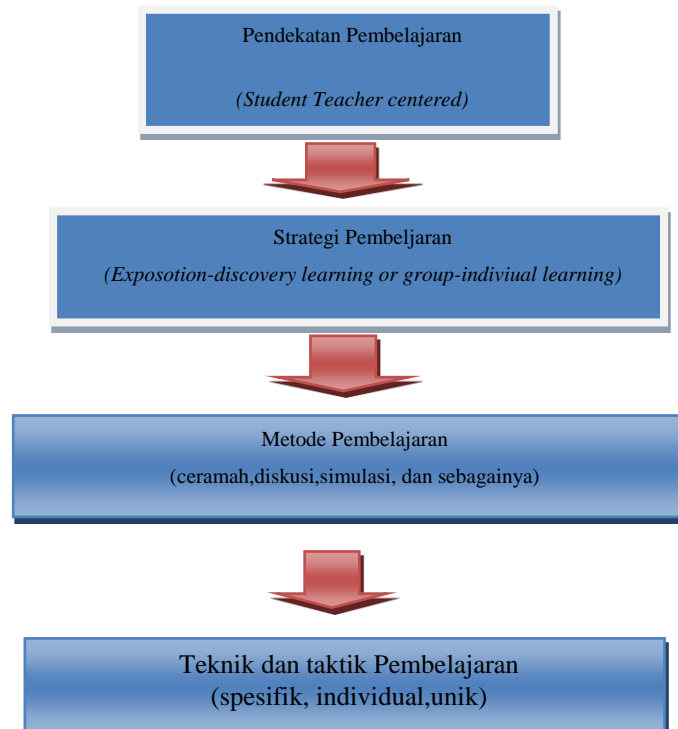 Pendekatan Pembelajaran
(Student Teacher centered)
Strategi Pembeljaran
(Exposotion-discovery learning or group-indiviual learning)
Metode Pembelajaran
(ceramah,diskusi,simulasi, dan sebagainya)
Teknik dan taktik Pembelajaran
(spesifik, individual,unik)